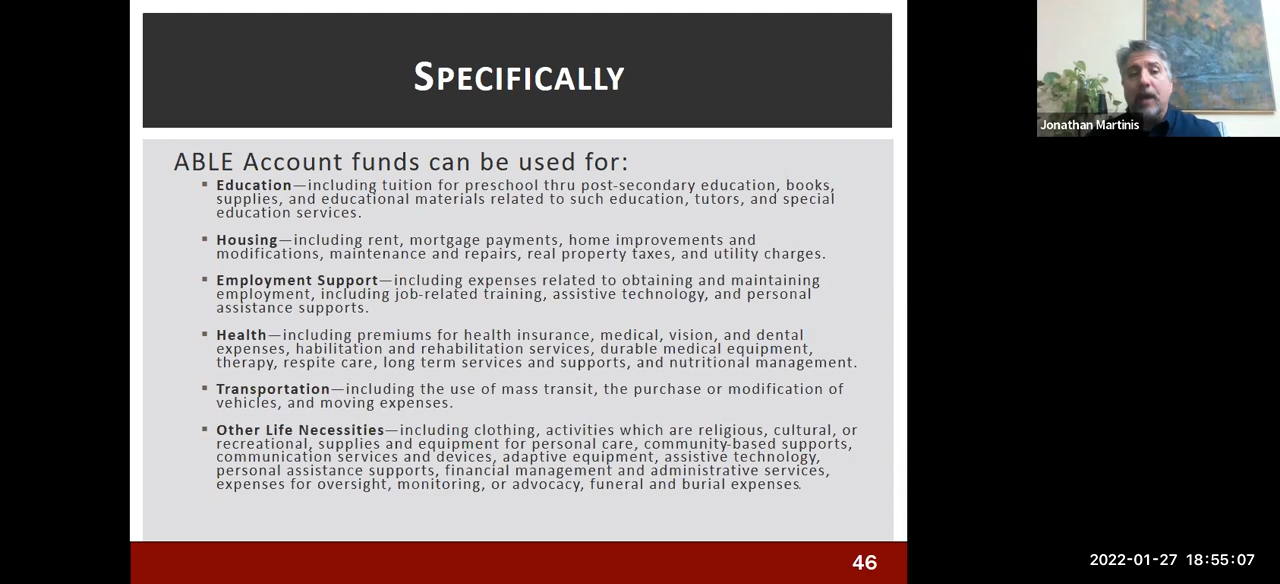 SPECIFICALLY
ABLE Account funds can be used for:
▪ Education—including tuition for preschool thru post-secondary education, books,
supplies, and educational materials related to such education, tutors, and special
education services.
▪ Housing—including rent, mortgage payments, home improvements and
modifications, maintenance and repairs, real property taxes, and utility charges.
▪ Employment Support—including expenses related to obtaining and maintaining
employment, including job-related training, assistive technology, and personal
assistance supports.
▪ Health—including premiums for health insurance, medical, vision, and dental
expenses, habilitation and rehabilitation services, durable medical equipment,
therapy, respite care, long term services and supports, and nutritional management.
▪ Transportation—including the use of mass transit, the purchase or modification of
vehicles, and moving expenses.
▪ Other Life Necessities—including clothing, activities which are religious, cultural, or
recreational, supplies and equipment for personal care, community-based supports,
communication services and devices, adaptive equipment, assistive technology,
personal assistance supports, financial management and administrative services,
expenses for oversight, monitoring, or advocacy, funeral and burial expenses.
46
Jonathan Martinis
2022-01-27 18:55:07